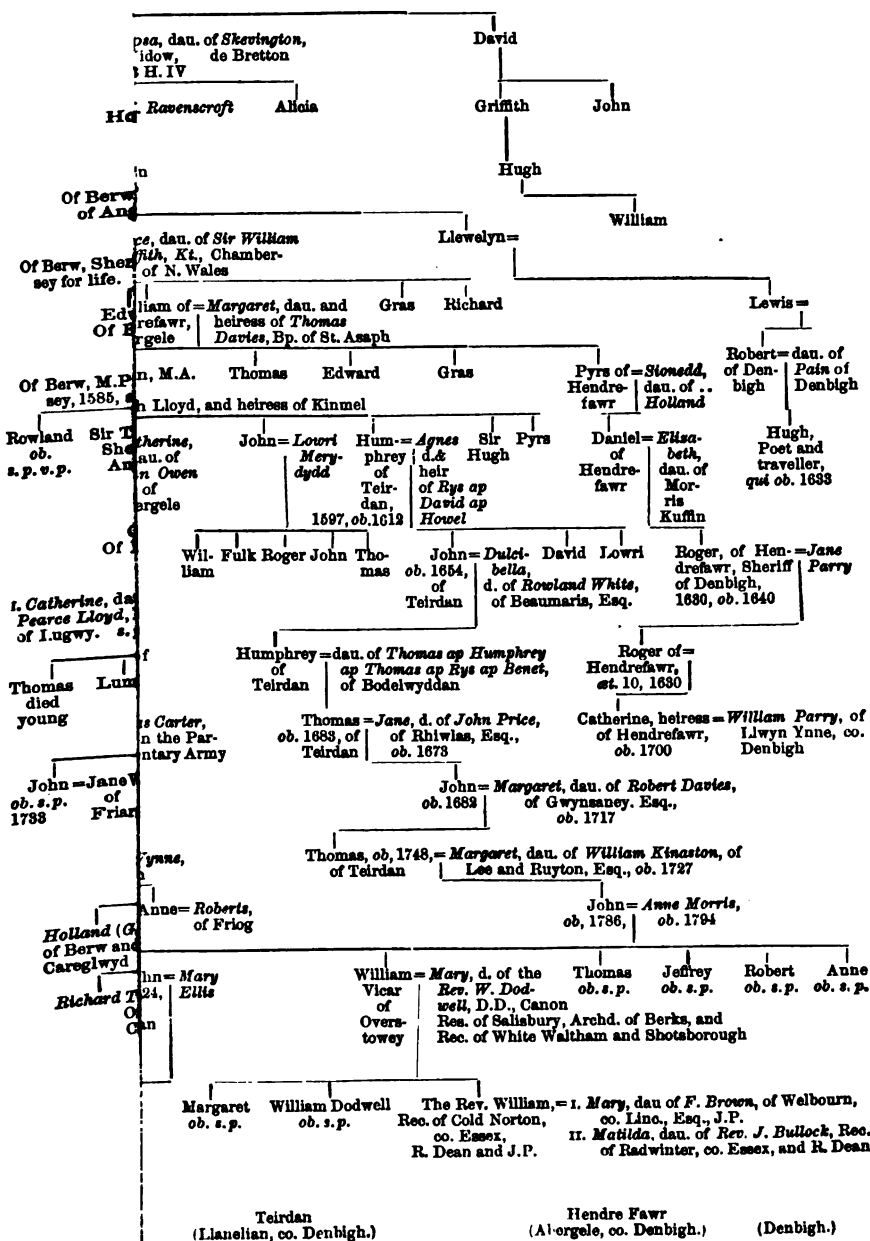 psa, dau. of Skevington, David
idow, de Bretton
H. IV
Ravenscroft Alicia Griffith John
Ho
n Hugh
Of Berw
of Ang William
ce, dau. of Sir William Llewelyn=
fith, Kt., Chamber-
Of Berw, Sher of N. Wales
sey for life.
Edw liam of= Margaret, dau. and Gras Richard Lewis=
Of B refawr, heiress of Thomas
rgele Davies, Bp. of St. Asaph
Robert= dau. of
n, M.A. Thomas Edward Gras Pyrs of= Sionedd, of Den- Pain of
Of Berw, M.P. Hendre- dau. of .. bigh Denbigh
sey, 1585, s h Lloyd, and heiress of Kinmel fawr Holland
Rowland Sir T therine, John= Lowri Hum-= Agnes Sir Pyrs Daniel= Elisa- Hugh,
ob. She dau. of Mery- phrey d.& Hugh of beth, Poet and
s.p. v.p. An n Owen dydd of heir Hendre- dau. of traveller,
of Teir- of Rys ap fawr Mor- qui ob. 1633
ergele dan, David ap ris
1597, ob. 1612 Howel Kuffin
Of
Wil- Fulk Roger John Tho- John= Dulci- David Lowri Roger, of Hen-= Jane
liam mas ob. 1654, bella, drefawr, Sheriff Parry
of d. of Rowland White, of Denbigh,
Teirdan of Beaumaris, Esq. 1630, ob. 1640
I. Catherine, da
Pearce Lloyd,
of Lugwy. s.
f Humphrey= dau. of Thomas ap Humphrey Roger of=
Thomas Lum of ap Thomas ap Rys ap Benet, Hendrefawr,
died Teirdan of Bodelwyddan æt. 10, 1630
young
s Carter, Thomas= Jane, d. of John Price, Catherine, heiress= William Parry, of
n the Par- ob. 1683, of of Rhiwlas, Esq., of Hendrefawr, Llwyn Ynne, co.
ntary Army Teirdan ob. 1673 ob. 1700 Denbigh
John= Jane W John= Margaret, dau. of Robert Davies,
ob. s.p. of ob. 1682 of Gwynsaney. Esq.,
1733 Friar ob. 1717
Vynne, Thomas, ob, 1748,= Margaret, dau. of William Kinaston, of
of Teirdan Lee and Ruyton, Esq., ob. 1727
Anne= Roberts, John= Anne Morris,
of Friog ob, 1786, ob. 1794
Holland (G
of Berw and
Careglwyd
hn= Mary William= Mary, d. of the Thomas Jeffrey Robert Anne
Richard T 24, Ellis Vicar Rev. W. Dod- ob. s.p. ob. s.p. ob. s.p. ob. s.p.
O of well, D.D., Canon
Can Overs- Res. of Salisbury, Archd. of Berks, and
towey Rec. of White Waltham and Shotsborough
Margaret William Dodwell The Rev. William,= I. Mary, dau of F. Brown, of Welbourn,
ob. s.p. ob. s.p. Rec. of Cold Norton, co. Linc., Esq., J.P.
co. Essex, II. Matilda, dau. of Rev. J. Bullock, Rec.
R. Dean and J.P. of Radwinter, co. Essex, and R. Dean
Teirdan Hendre Fawr
(Llanelian, co. Denbigh.) (Abergele, co. Denbigh.) (Denbigh.)